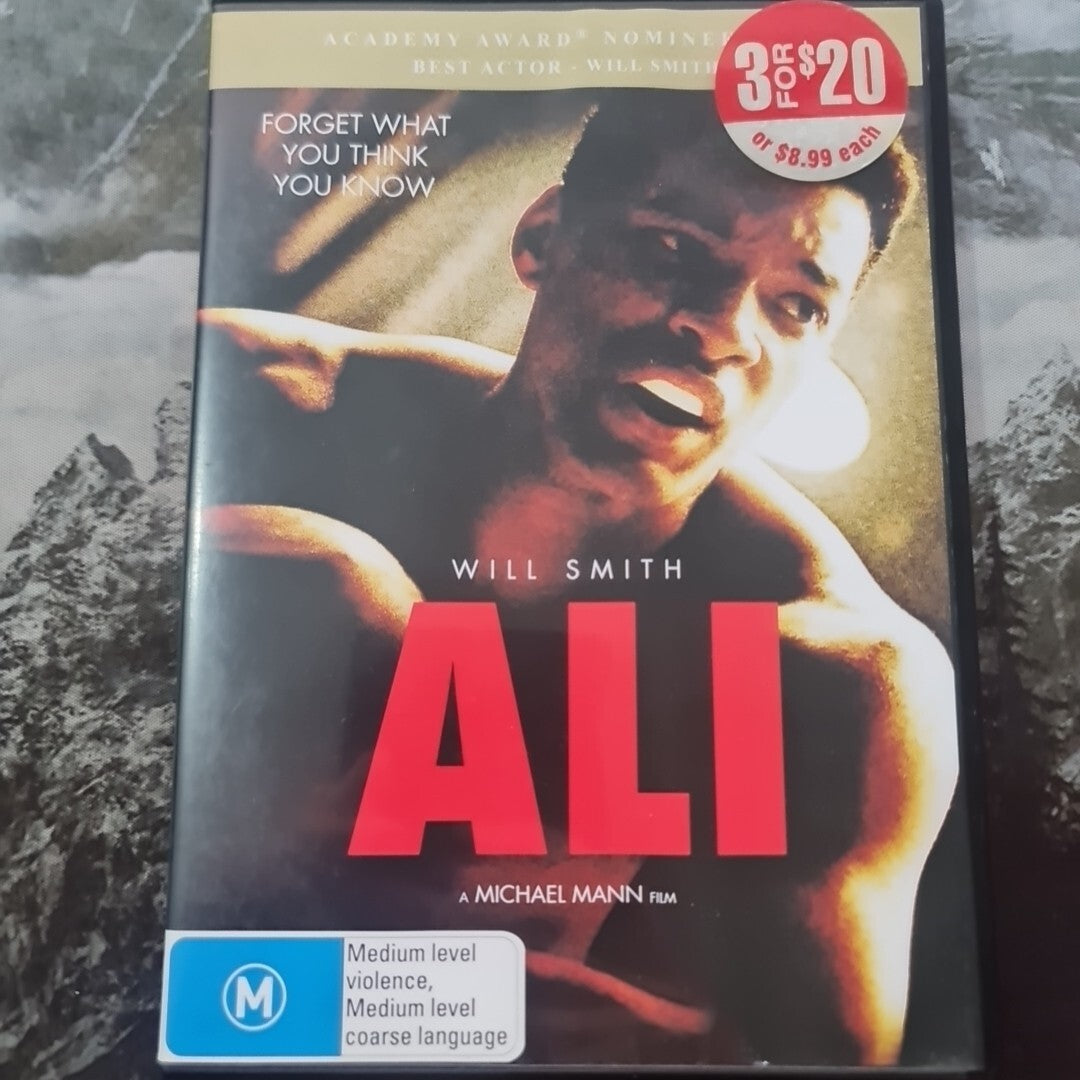 ACADEMY AWARD® NOMINEE
BEST ACTOR - WILL SMITH
3 FOR $20
or $8.99 each
FORGET WHAT
YOU THINK
YOU KNOW
WILL SMITH
ALI
A MICHAEL MANN FILM
M
Medium level
violence,
Medium level
coarse language